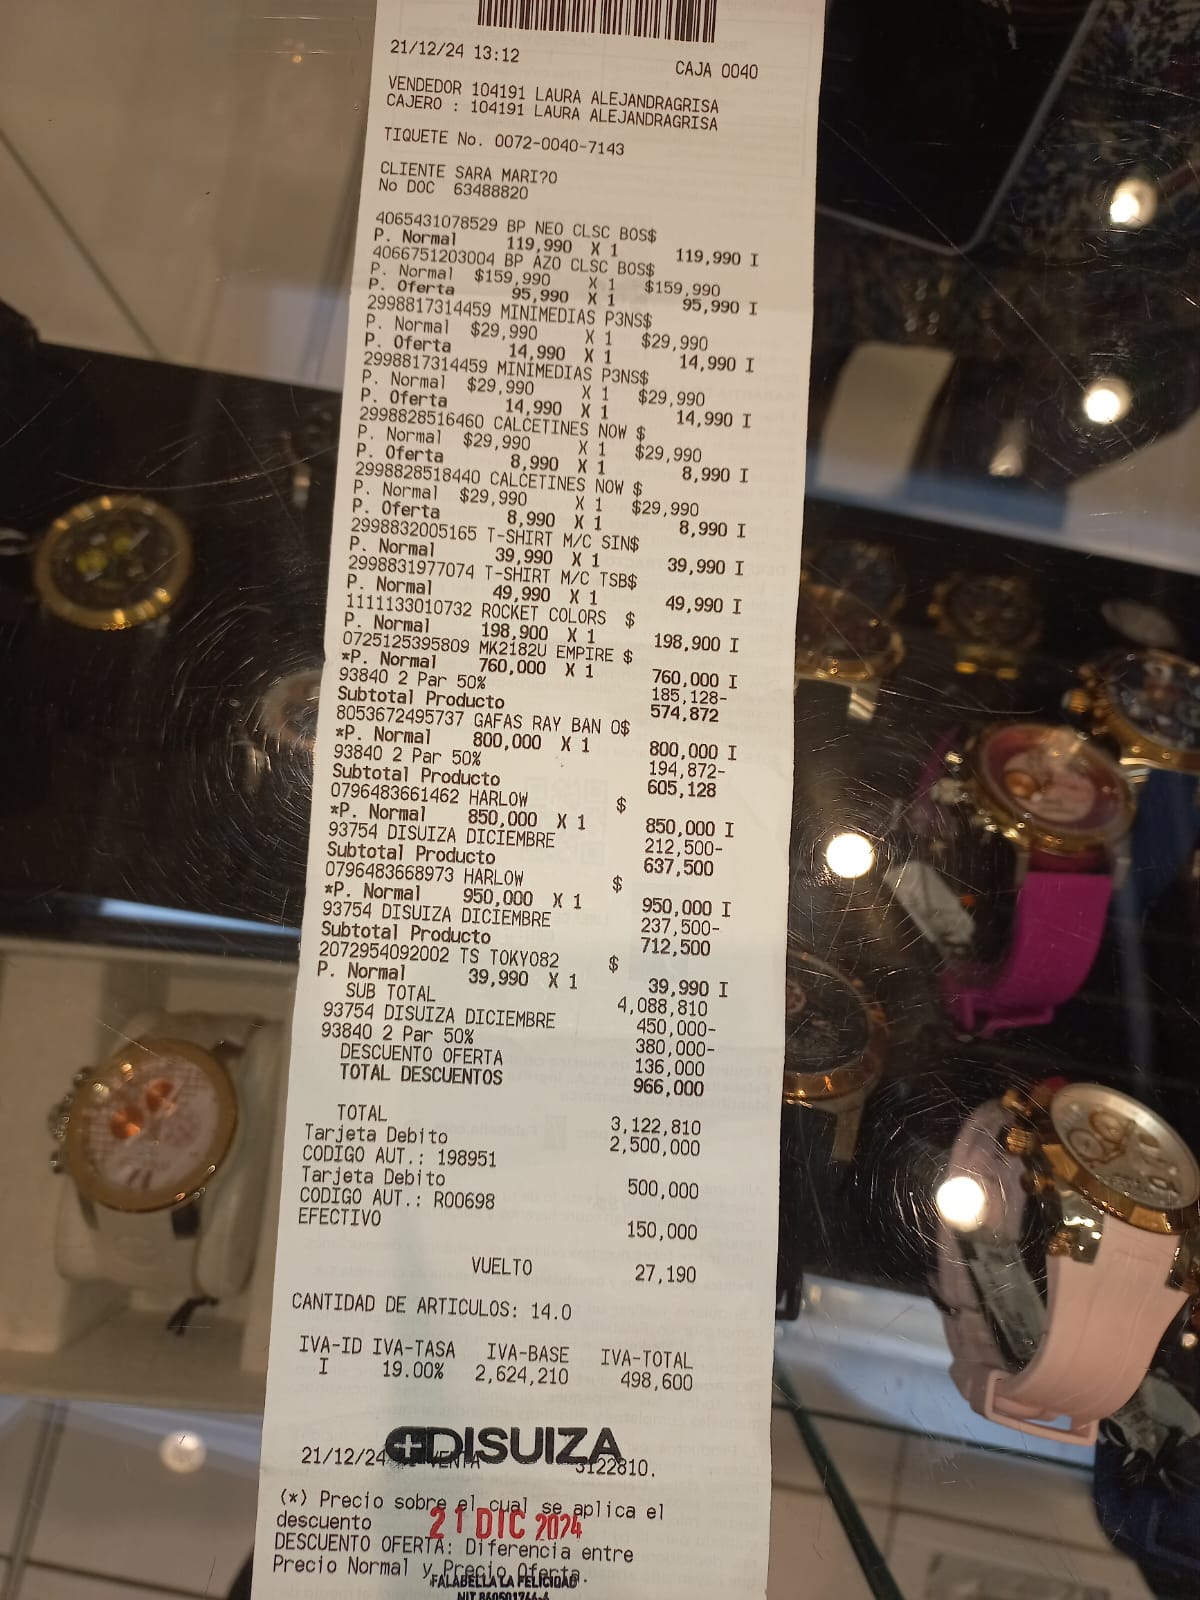 21/12/24 13:12 CAJA 0040
VENDEDOR 104191 LAURA ALEJANDRAGRISA
CAJERO : 104191 LAURA ALEJANDRAGRISA
TIQUETE No. 0072-0040-7143
CLIENTE SARA MARI?O
No DOC 63488820
4065431078529 BP NEO CLSC BOS$
P. Normal 119,990 X 1 119,990 I
4066751203004 BP AZO CLSC BOS$
P. Normal $159,990 X 1 $159,990
P. Oferta 95,990 X 1 95,990 I
2998817314459 MINIMEDIAS P3NS$
P. Normal $29,990 X 1 $29,990
P. Oferta 14,990 X 1 14,990 I
2998817314459 MINIMEDIAS P3NS$
P. Normal $29,990 X 1 $29,990
P. Oferta 14,990 X 1 14,990 I
2998828516460 CALCETINES NOW $
P. Normal $29,990 X 1 $29,990
P. Oferta 8,990 X 1 8,990 I
2998828518440 CALCETINES NOW $
P. Normal $29,990 X 1 $29,990
P. Oferta 8,990 X 1 8,990 I
2998832005165 T-SHIRT M/C SIN$
P. Normal 39,990 X 1 39,990 I
2998831977074 T-SHIRT M/C TSB$
P. Normal 49,990 X 1 49,990 I
1111133010732 ROCKET COLORS $
P. Normal 198,900 X 1 198,900 I
0725125395809 MK2182U EMPIRE $
*P. Normal 760,000 X 1 760,000 I
93840 2 Par 50% 185,128-
Subtotal Producto 574,872
8053672495737 GAFAS RAY BAN O$
*P. Normal 800,000 X 1 800,000 I
93840 2 Par 50% 194,872-
Subtotal Producto 605,128
0796483661462 HARLOW $
*P. Normal 850,000 X 1 850,000 I
93754 DISUIZA DICIEMBRE 212,500-
Subtotal Producto 637,500
0796483668973 HARLOW $
*P. Normal 950,000 X 1 950,000 I
93754 DISUIZA DICIEMBRE 237,500-
Subtotal Producto 712,500
2072954092002 TS TOKYO82 $
P. Normal 39,990 X 1 39,990 I
SUB TOTAL 4,088,810
93754 DISUIZA DICIEMBRE 450,000-
93840 2 Par 50% 380,000-
DESCUENTO OFERTA 136,000
TOTAL DESCUENTOS 966,000
TOTAL 3,122,810
Tarjeta Debito 2,500,000
CODIGO AUT.: 198951
Tarjeta Debito 500,000
CODIGO AUT.: R00698
EFECTIVO 150,000
VUELTO 27,190
CANTIDAD DE ARTICULOS: 14.0
IVA-ID IVA-TASA IVA-BASE IVA-TOTAL
I 19.00% 2,624,210 498,600
DISUIZA
21/12/24 VENTA 3122810.
(*) Precio sobre el cual se aplica el
descuento
21 DIC 2024
DESCUENTO OFERTA: Diferencia entre
Precio Normal y Precio Oferta.
FALABELLA LA FELICIDAD